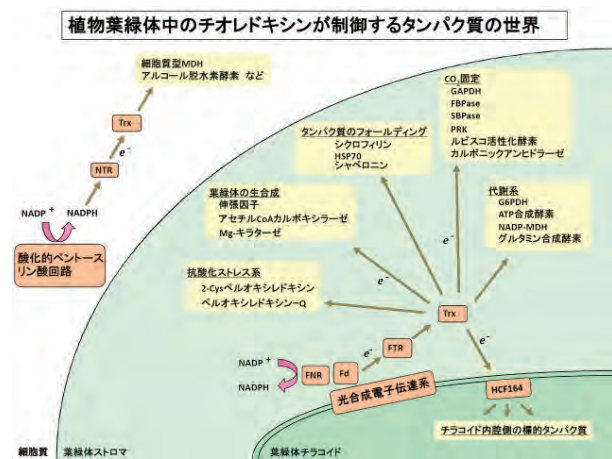 植物葉緑体中のチオレドキシンが制御するタンパク質の世界
細胞質型MDH
アルコール脱水素酵素 など
Trx
e⁻
NTR
NADP⁺
NADPH
酸化的ペントース
リン酸回路
CO₂固定
GAPDH
FBPase
SBPase
PRK
ルビスコ活性化酵素
カルボニックアンヒドラーゼ
タンパク質のフォールディング
シクロフィリン
HSP70
シャペロニン
葉緑体の生合成
伸張因子
アセチルCoAカルボキシラーゼ
Mg-キラターゼ
代謝系
G6PDH
ATP合成酵素
NADP-MDH
グルタミン合成酵素
抗酸化ストレス系
2-Cysペルオキシレドキシン
ペルオキシレドキシン-Q
e⁻
e⁻
Trx
e⁻
NADP⁺
NADPH
FNR
Fd
e⁻
FTR
光合成電子伝達系
HCF164
チラコイド内腔側の標的タンパク質
細胞質
葉緑体ストロマ
葉緑体チラコイド